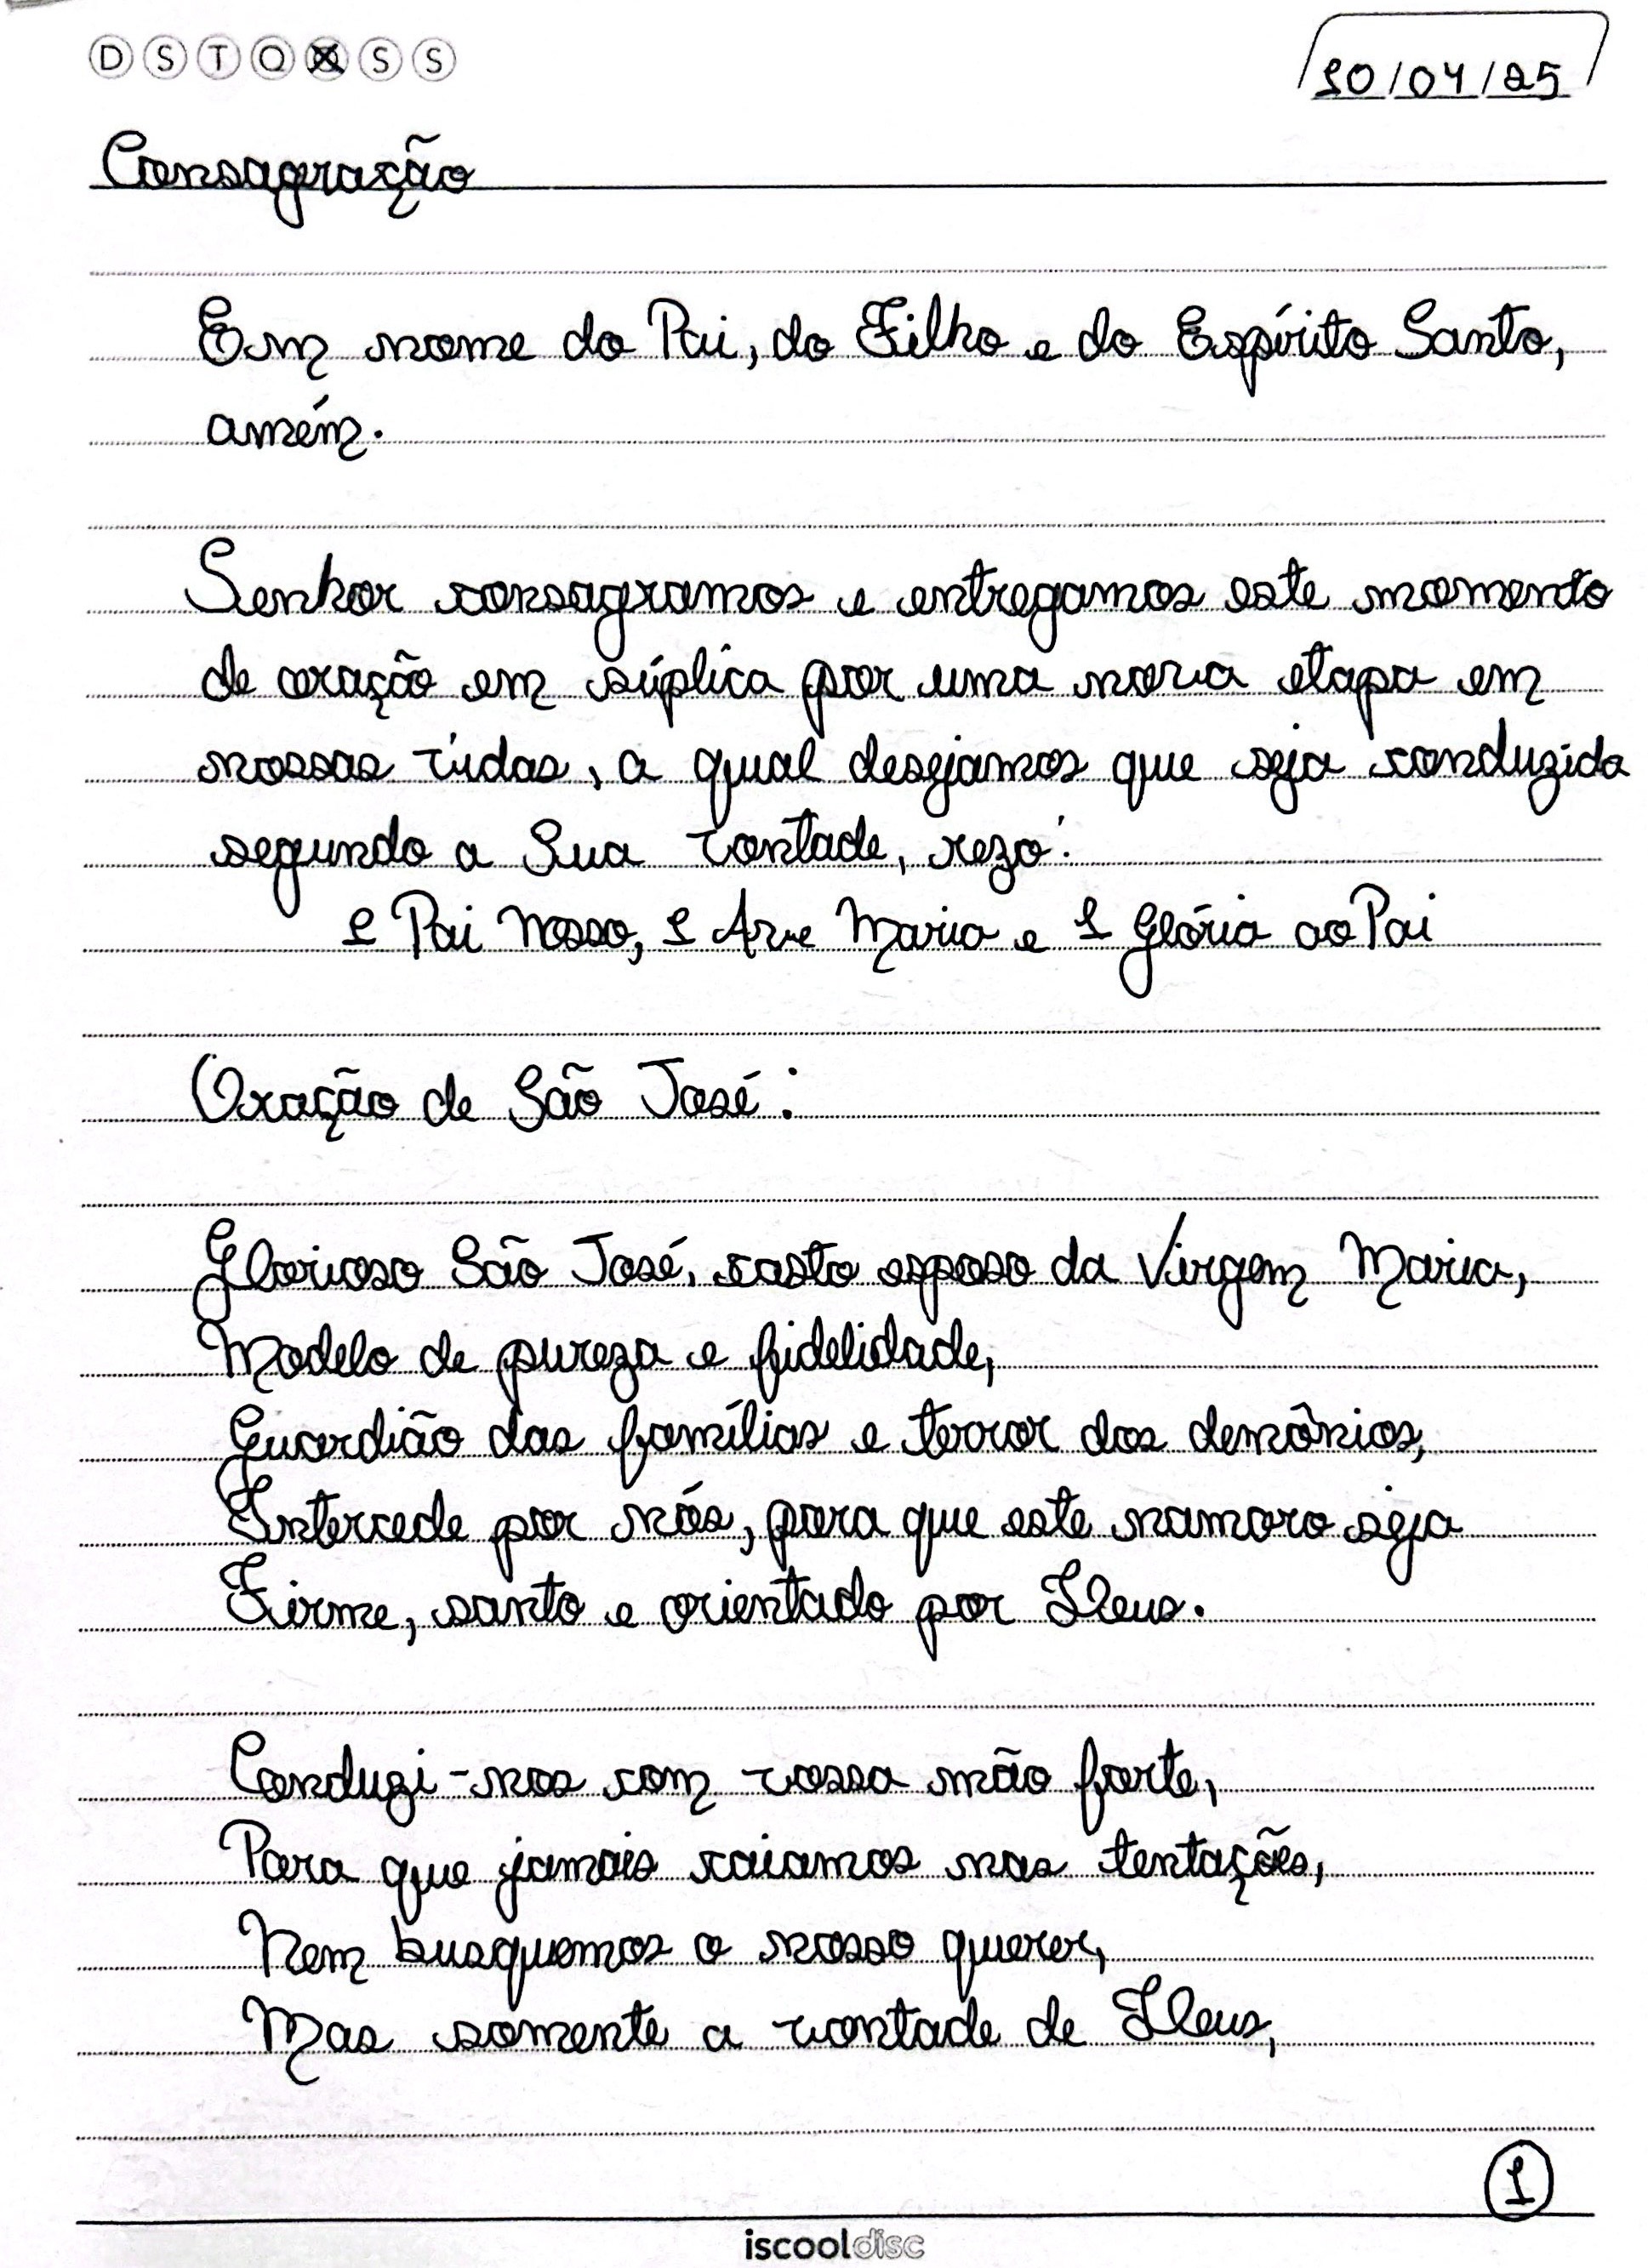 D S T Q Q S S
10/04/25
Consagração
Em nome do Pai, do Filho e do Espírito Santo,
amém.
Senhor consagramos e entregamos este momento
de oração em súplica por uma nova etapa em
nossas vidas, a qual desejamos que seja conduzida
segundo a Sua vontade, rezo:
1 Pai Nosso, 1 Ave Maria e 1 Glória ao Pai
Oração de São José:
Glorioso São José, casto esposo da Virgem Maria,
Modelo de pureza e fidelidade,
Guardião das famílias e terror dos demônios,
Intercede por nós, para que este namoro seja
Firme, santo e orientado por Deus.
Conduzi-nos com vossa mão forte,
Para que jamais caiamos nas tentações,
Nem busquemos o nosso querer,
Mas somente a vontade de Deus,
1
iscooldisc